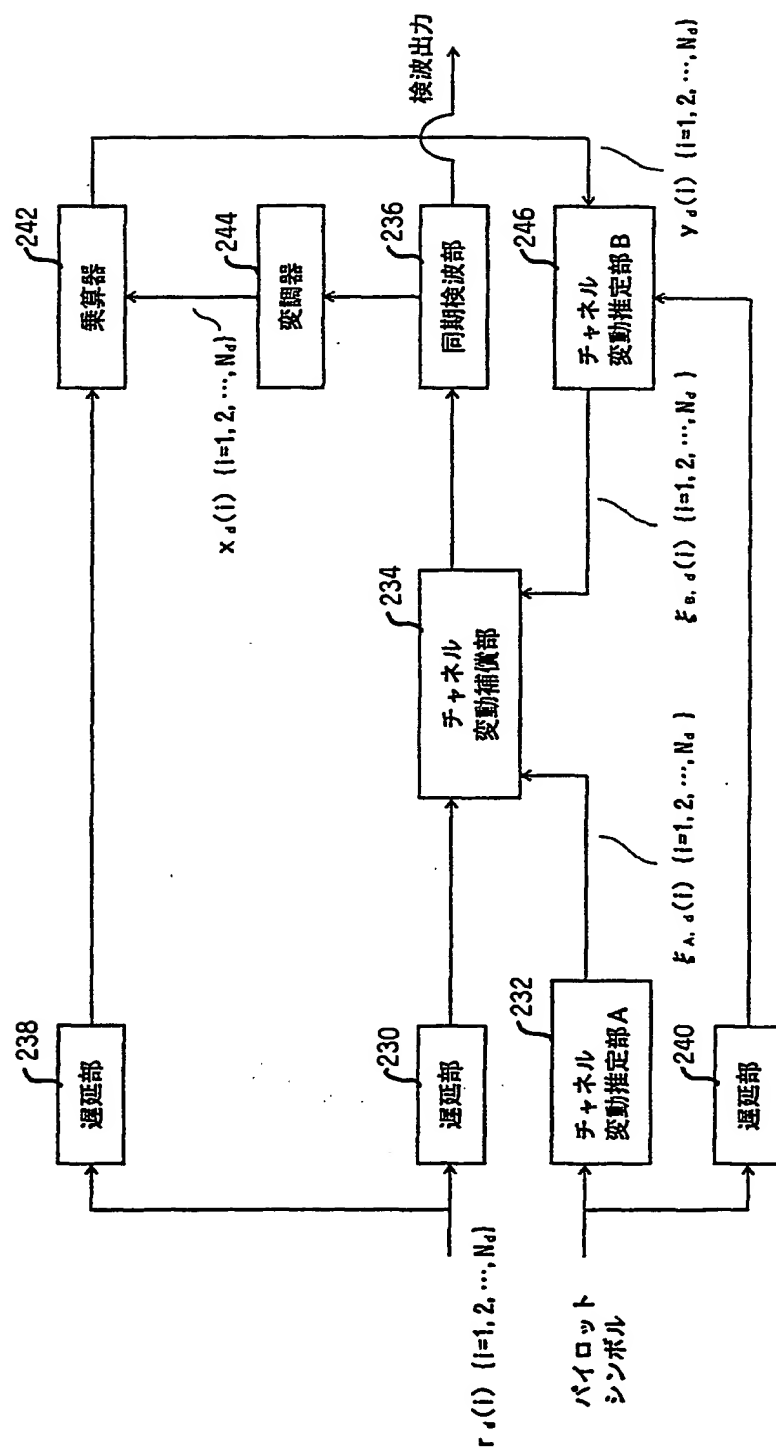 238
遅延部
242
乗算器
244
変調器
x_d(i) {i=1, 2, …, N_d}
r_d(i) {i=1, 2, …, N_d}
230
遅延部
234
チャネル
変動補償部
236
同期検波部
検波出力
パイロット
シンボル
232
チャネル
変動推定部A
ξ_A, d(i) {i=1, 2, …, N_d}
ξ_B, d(i) {i=1, 2, …, N_d}
246
チャネル
変動推定部B
y_d(i) {i=1, 2, …, N_d}
240
遅延部